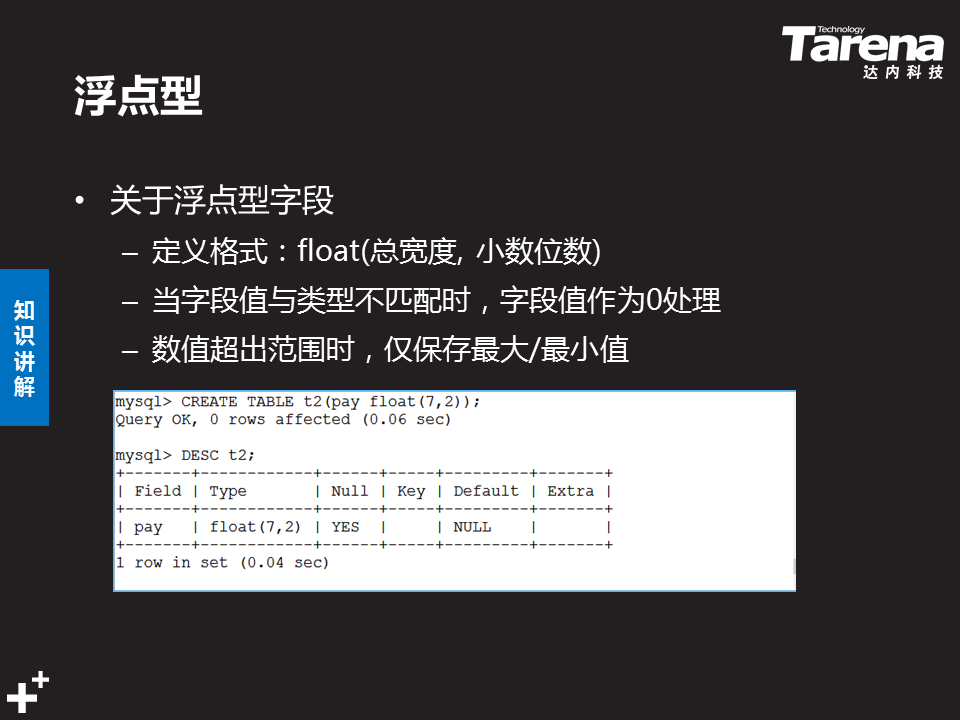 Technology
Tarena
达内科技
浮点型
• 关于浮点型字段
– 定义格式：float(总宽度, 小数位数)
– 当字段值与类型不匹配时，字段值作为0处理
– 数值超出范围时，仅保存最大/最小值
知识讲解
mysql> CREATE TABLE t2(pay float(7,2));
Query OK, 0 rows affected (0.06 sec)
mysql> DESC t2;
+-------+------------+------+-----+---------+-------+
| Field | Type       | Null | Key | Default | Extra |
+-------+------------+------+-----+---------+-------+
| pay   | float(7,2) | YES  |     | NULL    |       |
+-------+------------+------+-----+---------+-------+
1 row in set (0.04 sec)